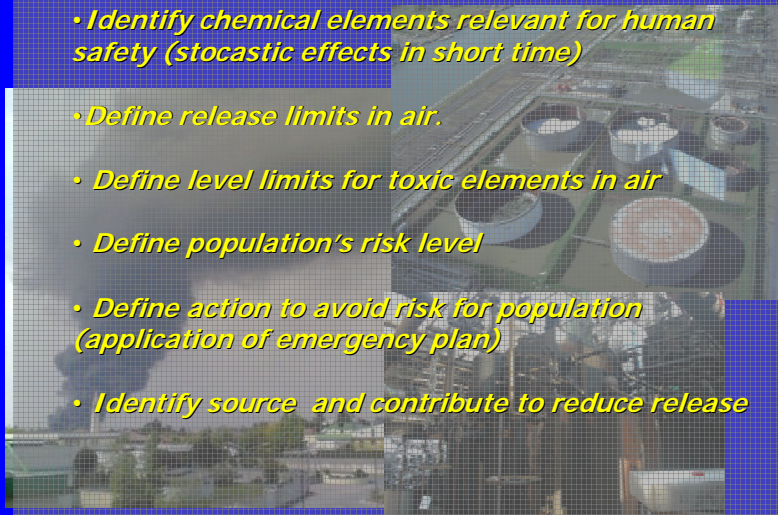 •Identify chemical elements relevant for human
safety (stocastic effects in short time)
•Define release limits in air.
• Define level limits for toxic elements in air
• Define population's risk level
• Define action to avoid risk for population
(application of emergency plan)
• Identify source and contribute to reduce release